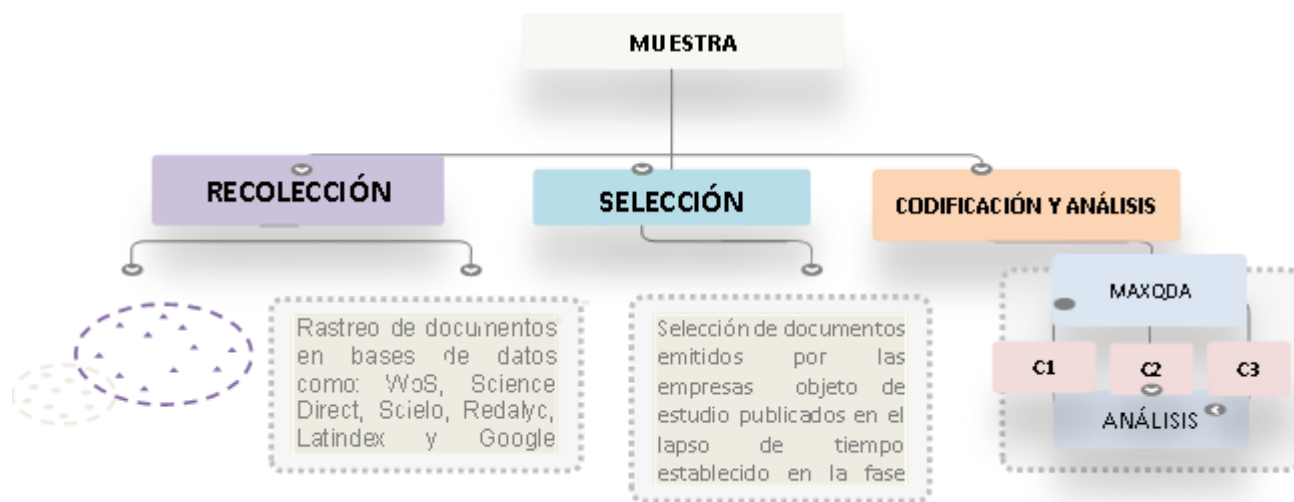 MUESTRA
RECOLECCIÓN
SELECCIÓN
CODIFICACIÓN Y ANÁLISIS
Rastreo de documentos
en bases de datos
como: WoS, Science
Direct, Scielo, Redalyc,
Latindex y Google
Selección de documentos
emitidos por las
empresas objeto de
estudio publicados en el
lapso de tiempo
establecido en la fase
MAXQDA
C1
C2
C3
ANÁLISIS